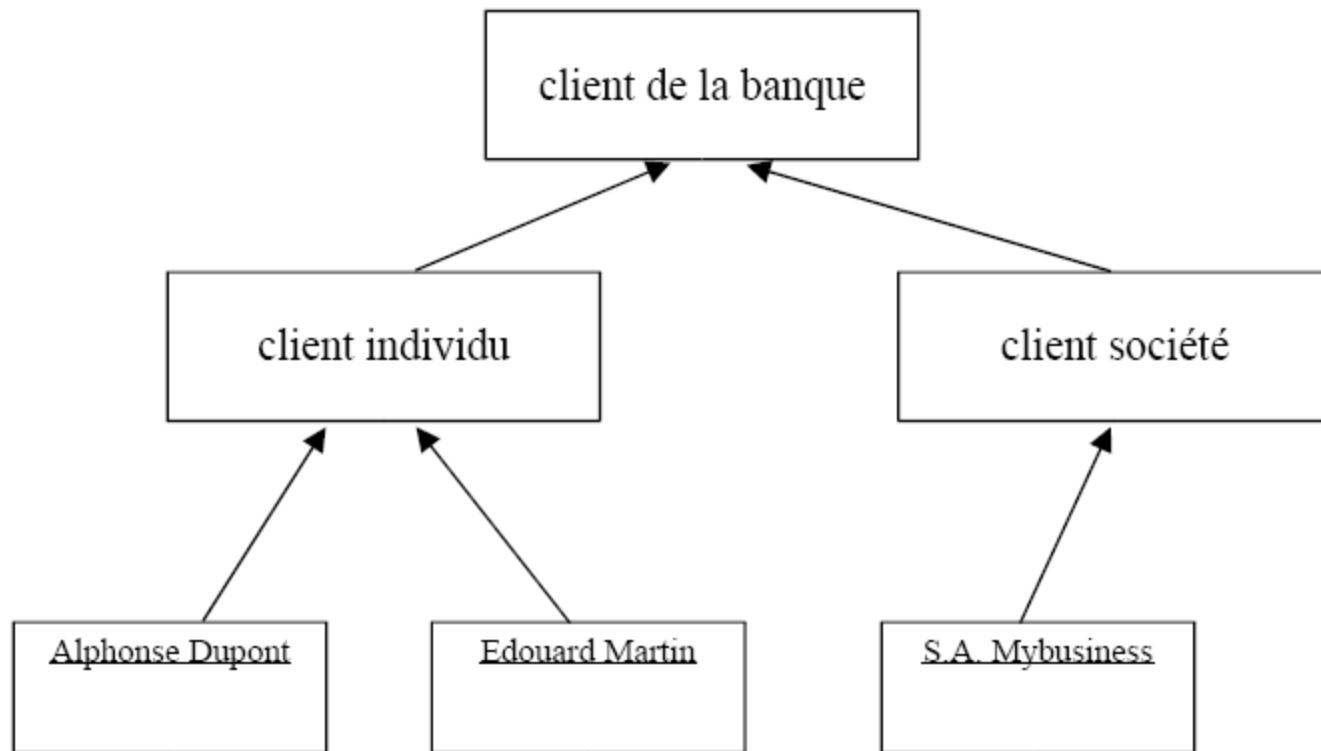 client de la banque
client individu
client société
Alphonse Dupont
Edouard Martin
S.A. Mybusiness